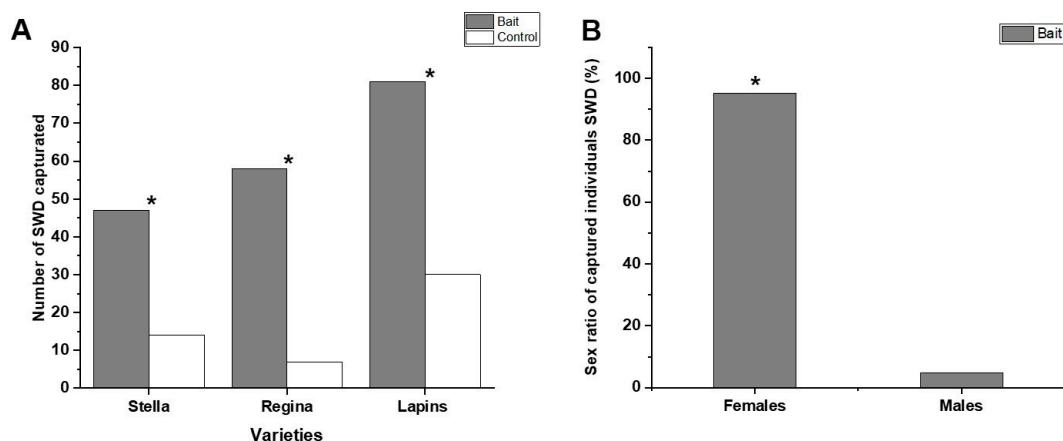 A
Bait
Control
Number of SWD capturated
90
80
70
60
50
40
30
20
10
0
*
*
*
Stella
Regina
Lapins
Varieties
B
Bait
Sex ratio of captured individuals SWD (%)
100
80
60
40
20
0
*
Females
Males